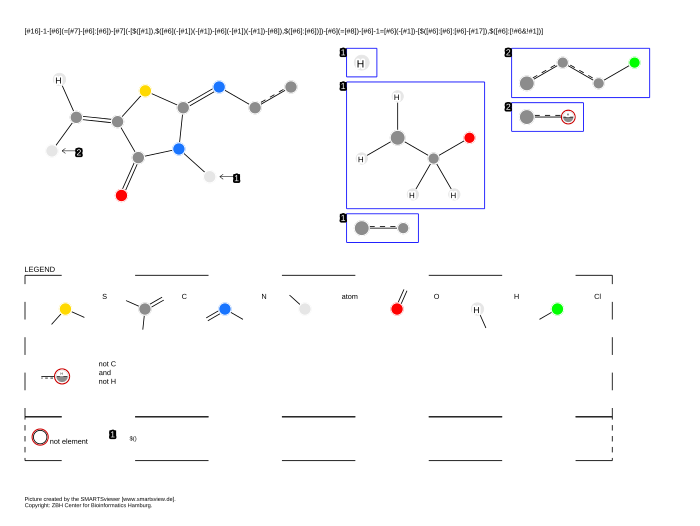 [#16]-1-[#6](=[#7]-[#6]:[#6])-[#7](-[$([#1]),$([#6](-[#1])(-[#1])-[#6](-[#1])(-[#1])-[#8]),$([#6]:[#6])])-[#6](=[#8])-[#6]-1=[#6](-[#1])-[$([#6]:[#6]:[#6]-[#17]),$([#6]:[!#6&!#1])]
1 2
H
H
1 2
H
2
H
1
H H
1
LEGEND
S C N atom O H Cl
H
not C
and
not H
not element 1 $()
Picture created by the SMARTSviewer [www.smartsview.de].
Copyright: ZBH Center for Bioinformatics Hamburg.